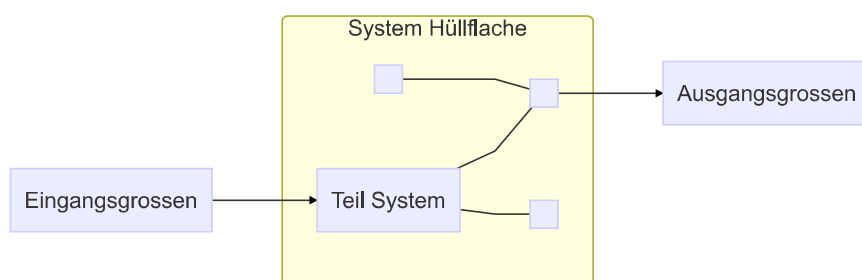 System Hüllflache
Ausgangsgrossen
Eingangsgrossen
Teil System